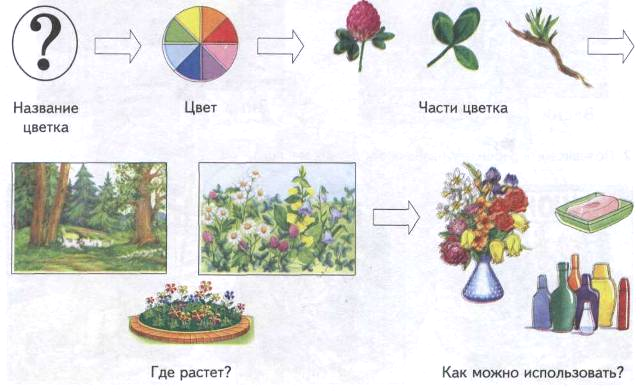 ?
Название
цветка
Цвет
Части цветка
Где растет?
Как можно использовать?